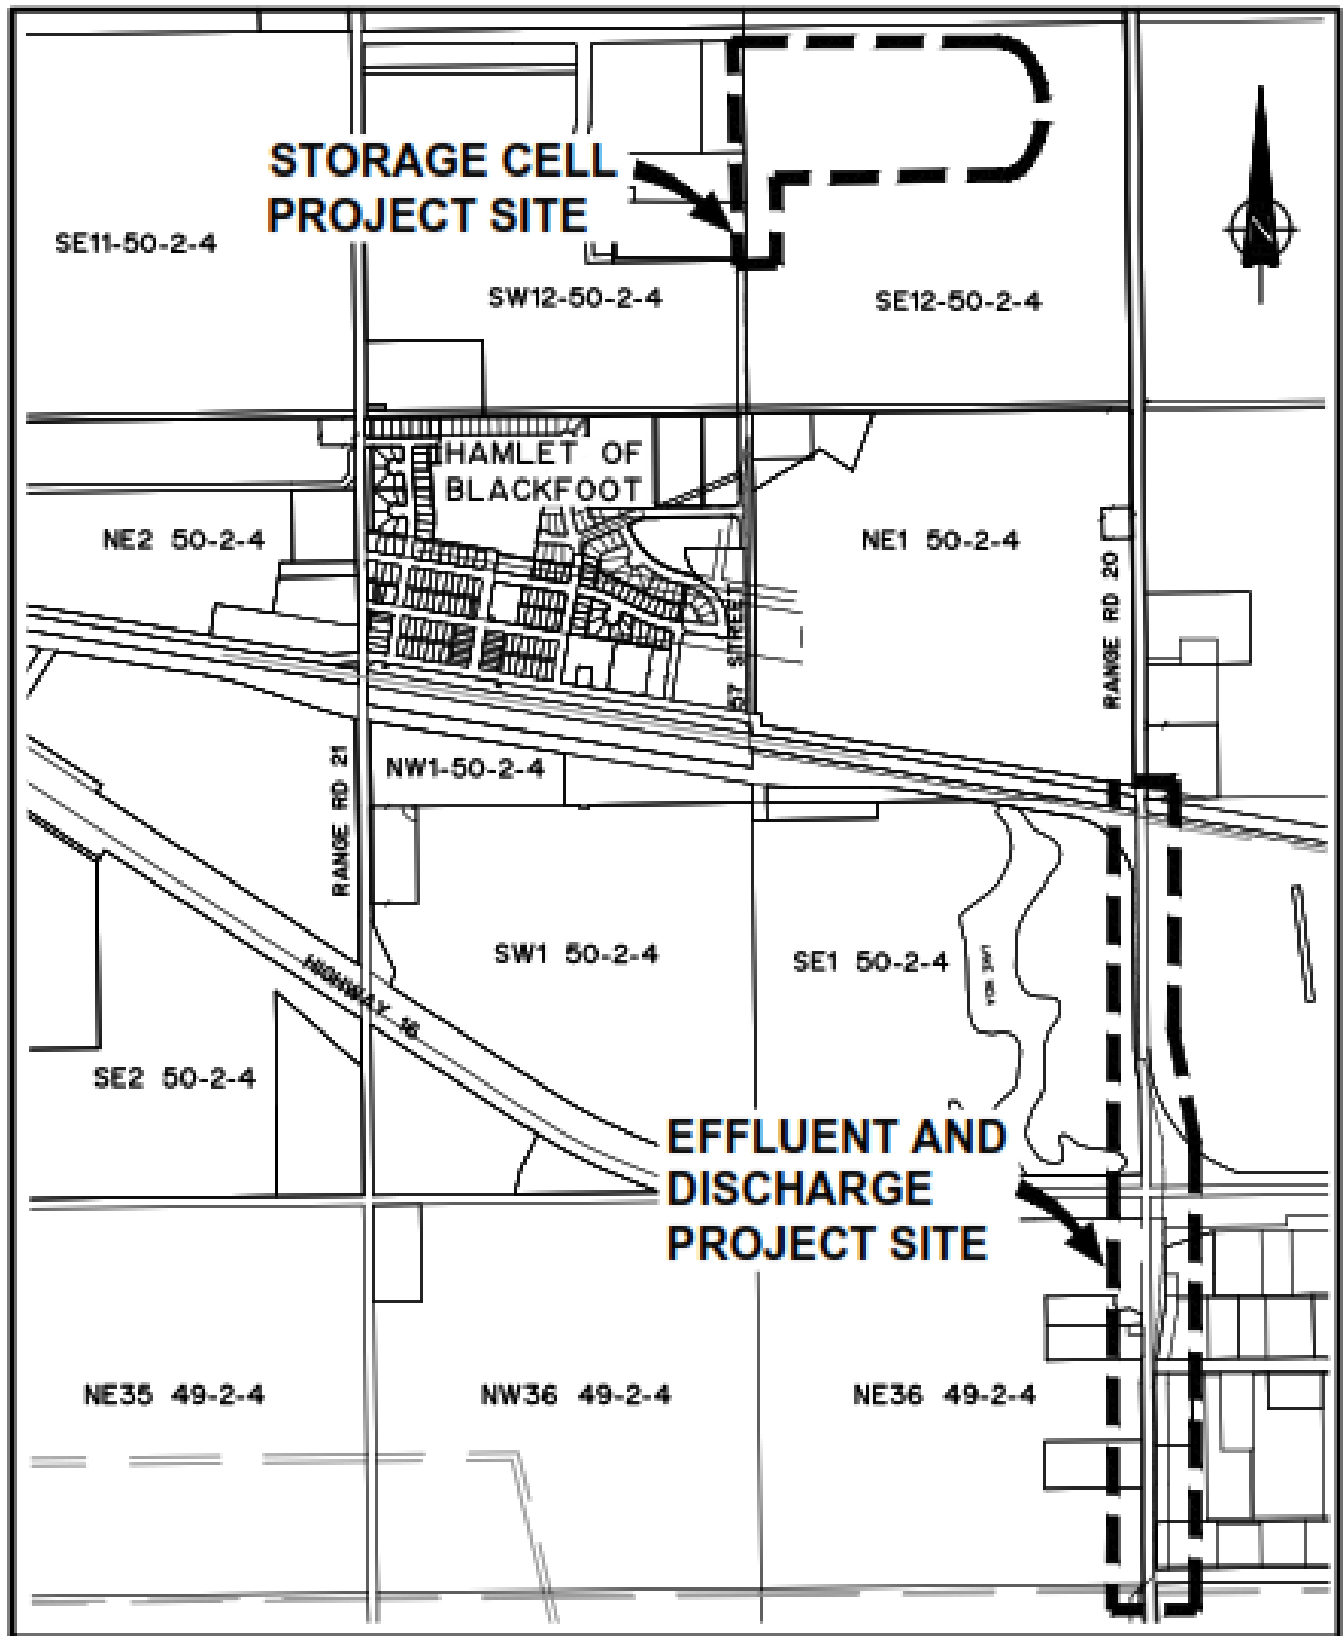 STORAGE CELL
PROJECT SITE
SE11-50-2-4
SW12-50-2-4
SE12-50-2-4
HAMLET OF
BLACKFOOT
NE2 50-2-4
NE1 50-2-4
57 STREET
RANGE RD 20
NW1-50-2-4
RANGE RD 21
SW1 50-2-4
SE1 50-2-4
HIGHWAY 16
SE2 50-2-4
EFFLUENT AND
DISCHARGE
PROJECT SITE
NE35 49-2-4
NW36 49-2-4
NE36 49-2-4